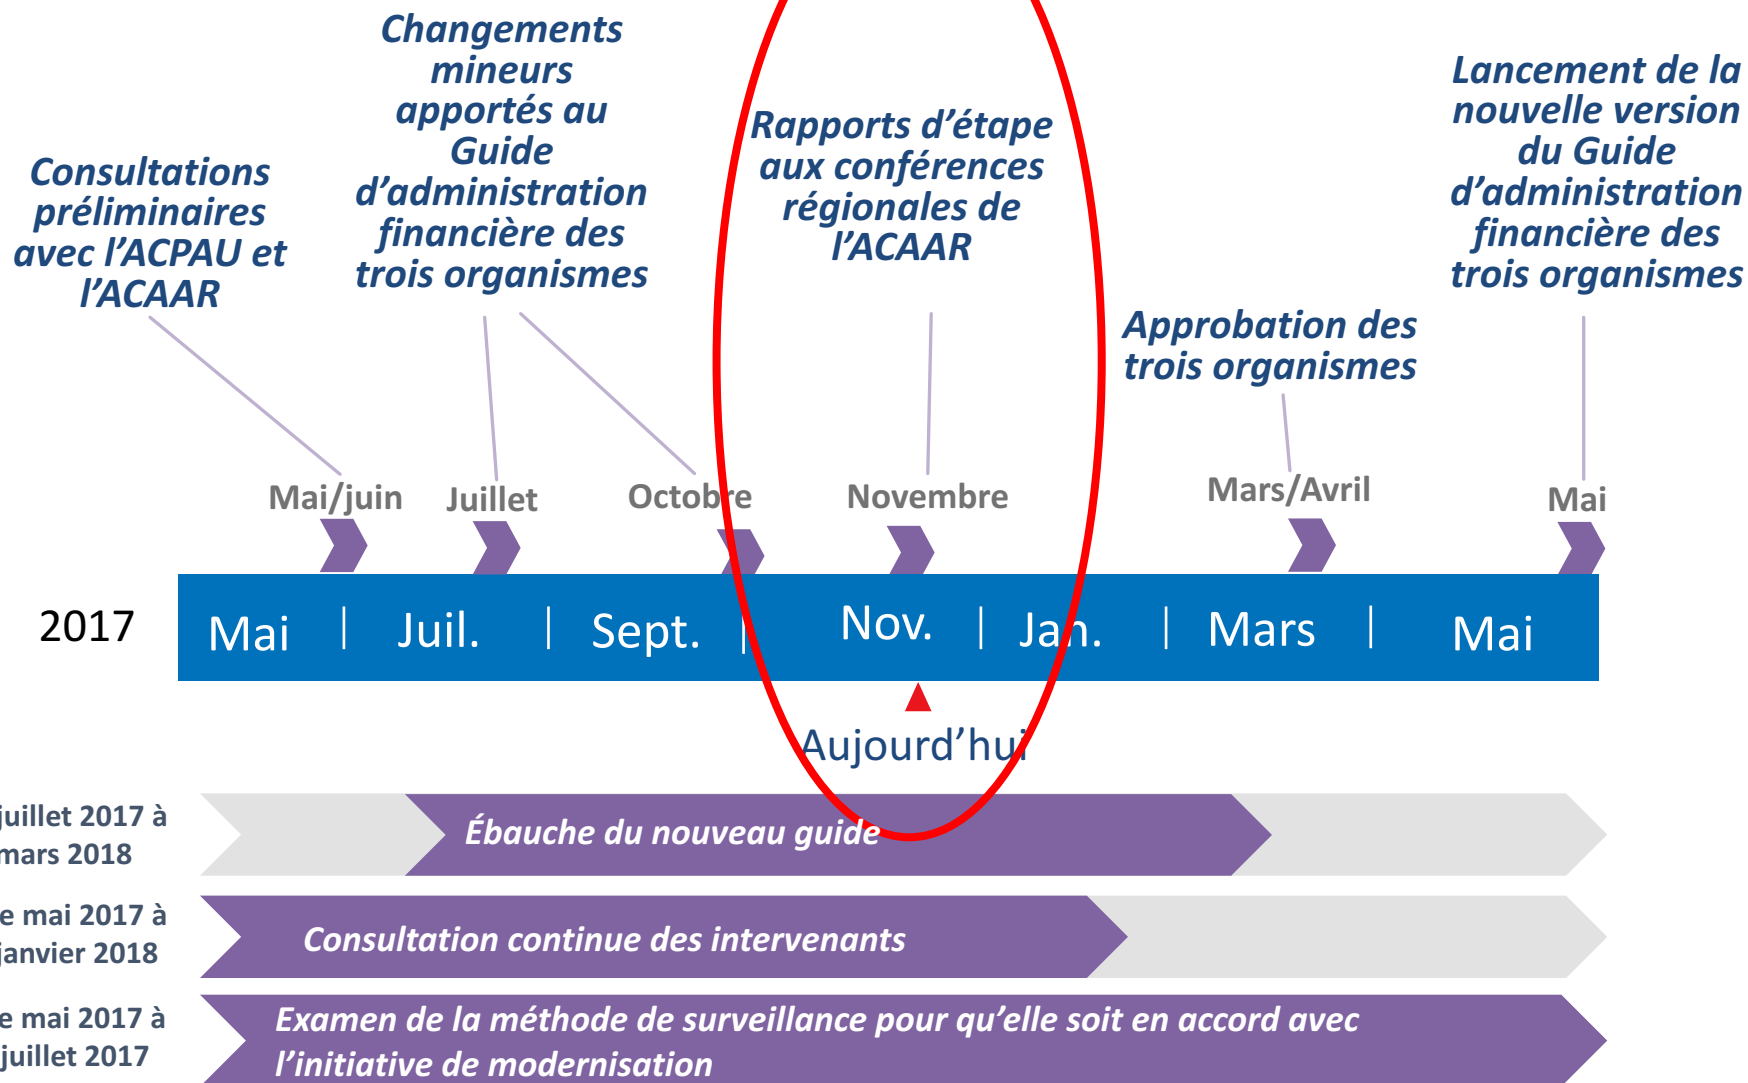 Consultations
préliminaires
avec l’ACPAU et
l’ACAAR
Changements
mineurs
apportés au
Guide
d’administration
financière des
trois organismes
Rapports d’étape
aux conférences
régionales de
l’ACAAR
Approbation des
trois organismes
Lancement de la
nouvelle version
du Guide
d’administration
financière des
trois organismes
Mai/juin
Juillet
Octobre
Novembre
Mars/Avril
Mai
2017
Mai | Juil. | Sept. | Nov. | Jan. | Mars | Mai
Aujourd’hui
juillet 2017 à
mars 2018
Ébauche du nouveau guide
e mai 2017 à
janvier 2018
Consultation continue des intervenants
e mai 2017 à
juillet 2017
Examen de la méthode de surveillance pour qu’elle soit en accord avec
l’initiative de modernisation